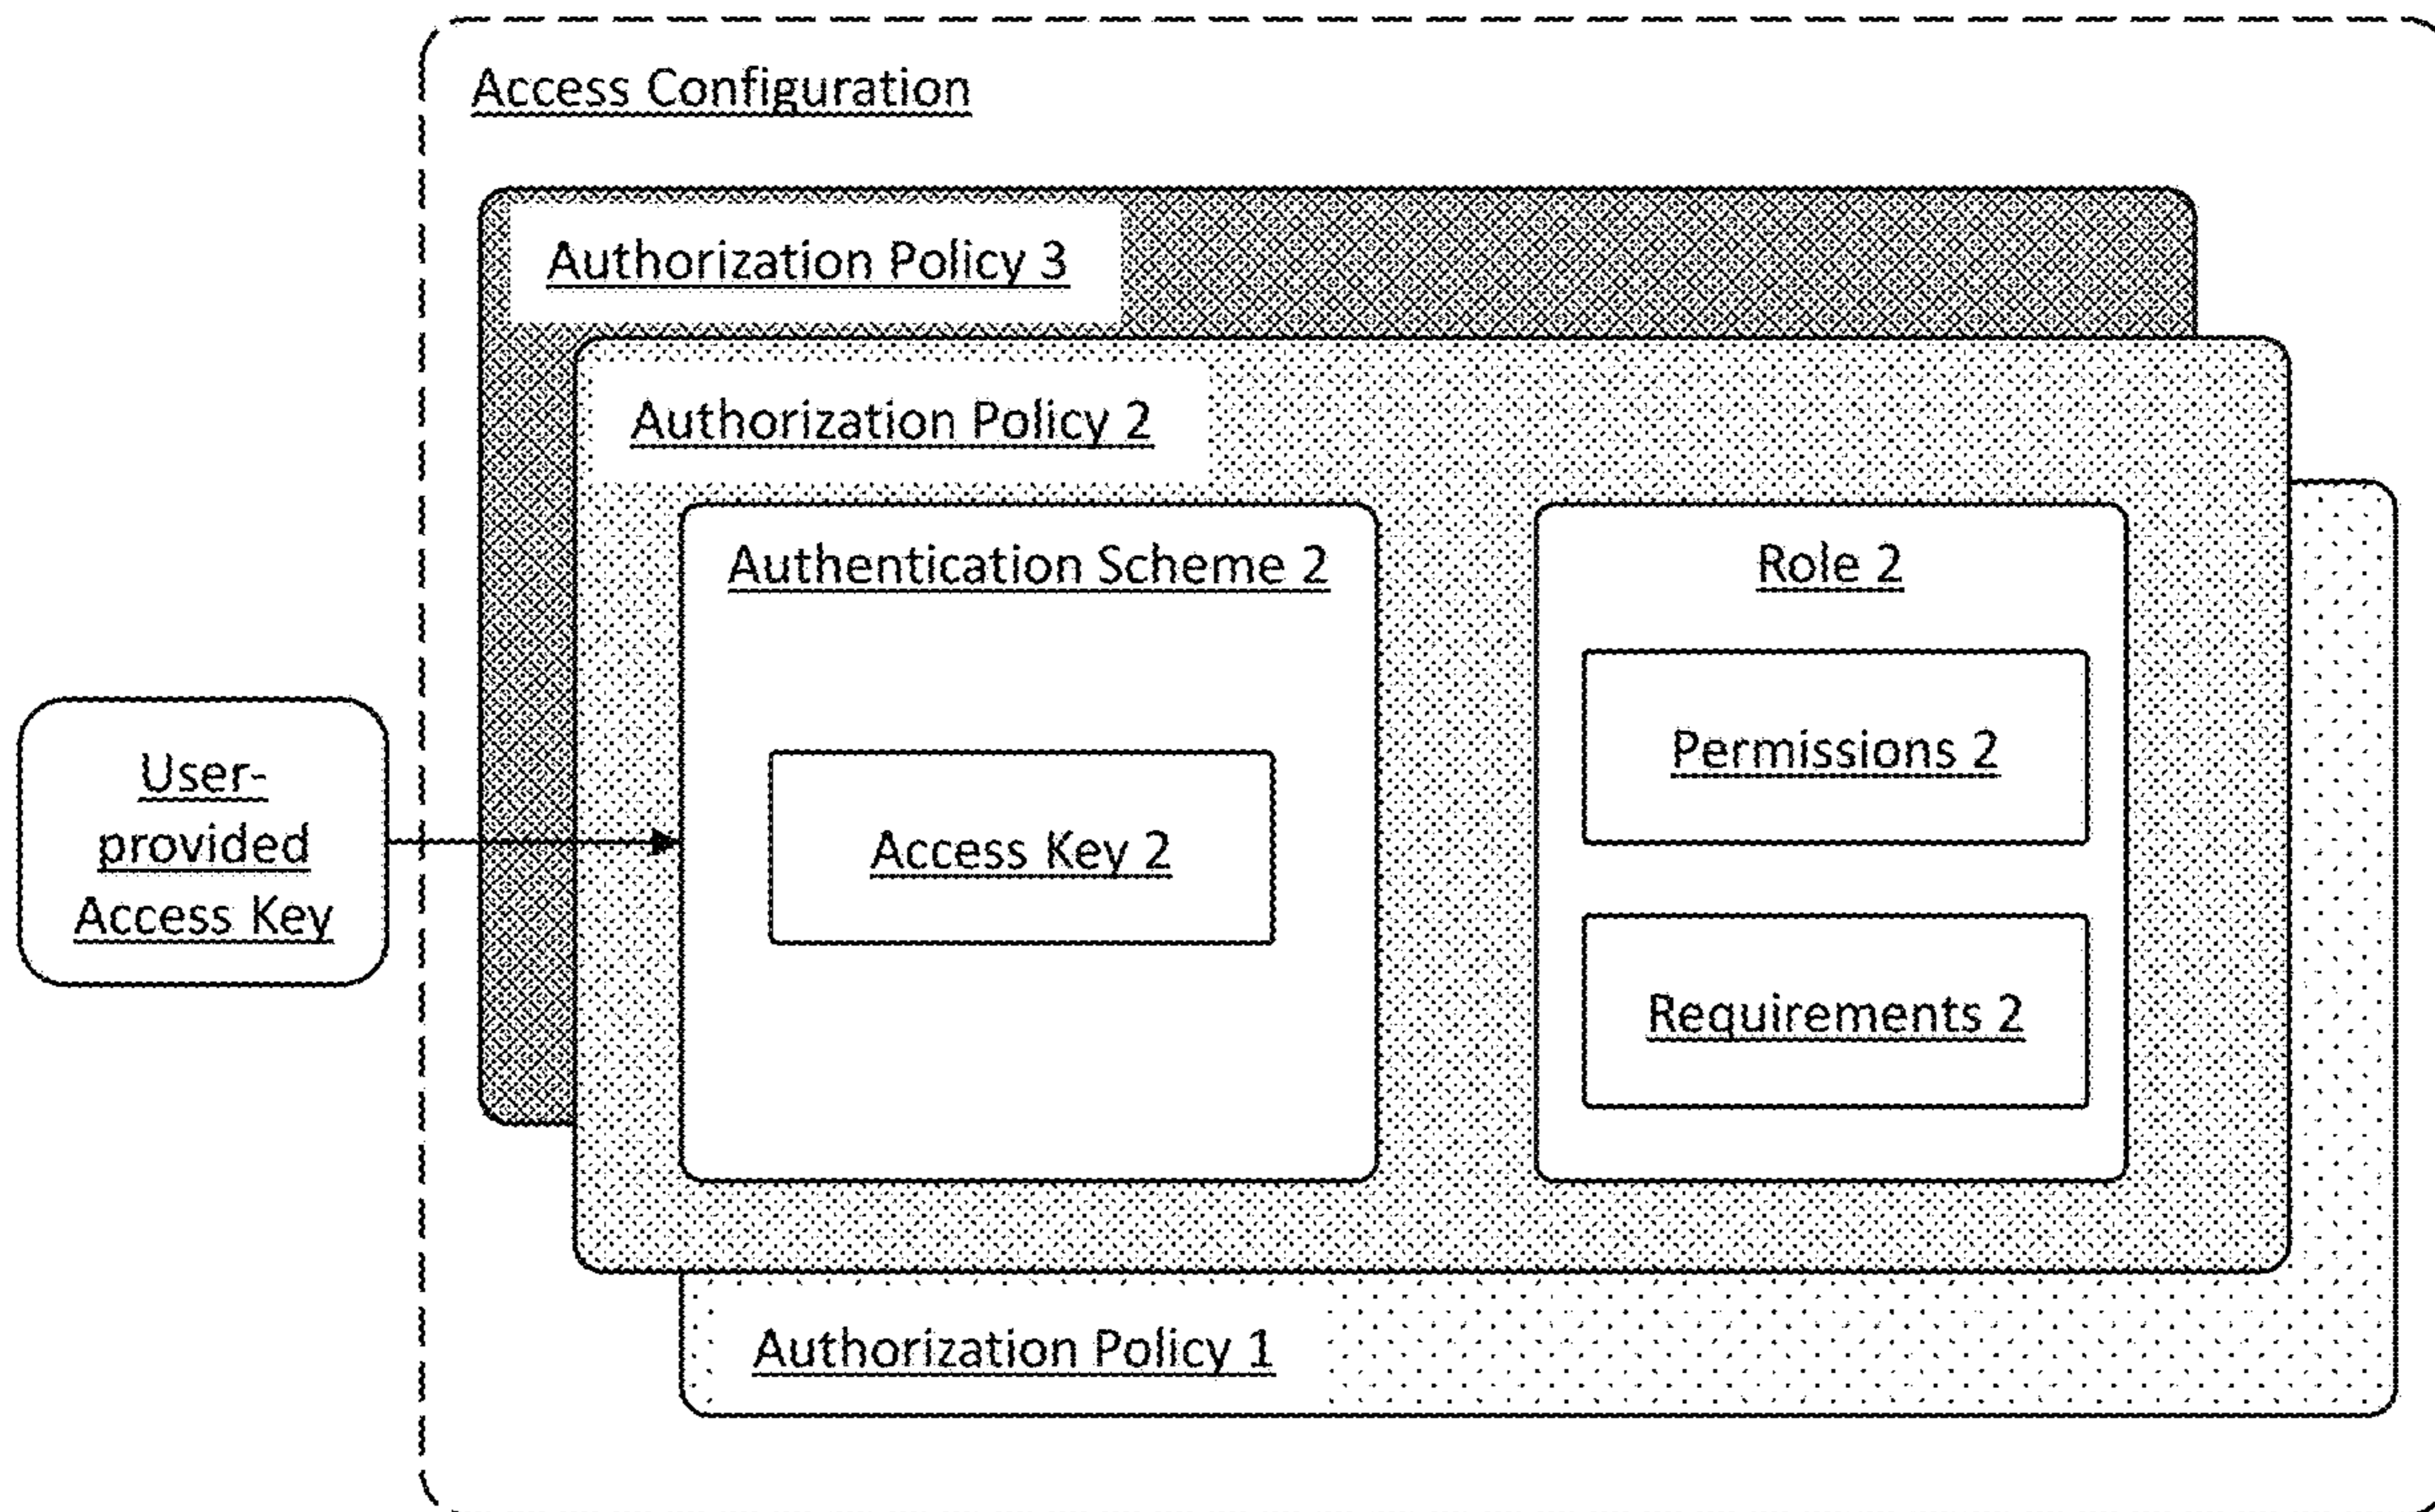 Access Configuration
Authorization Policy 3
Authorization Policy 2
Authentication Scheme 2
Role 2
Permissions 2
User-
provided
Access Key
Access Key 2
Requirements 2
Authorization Policy 1